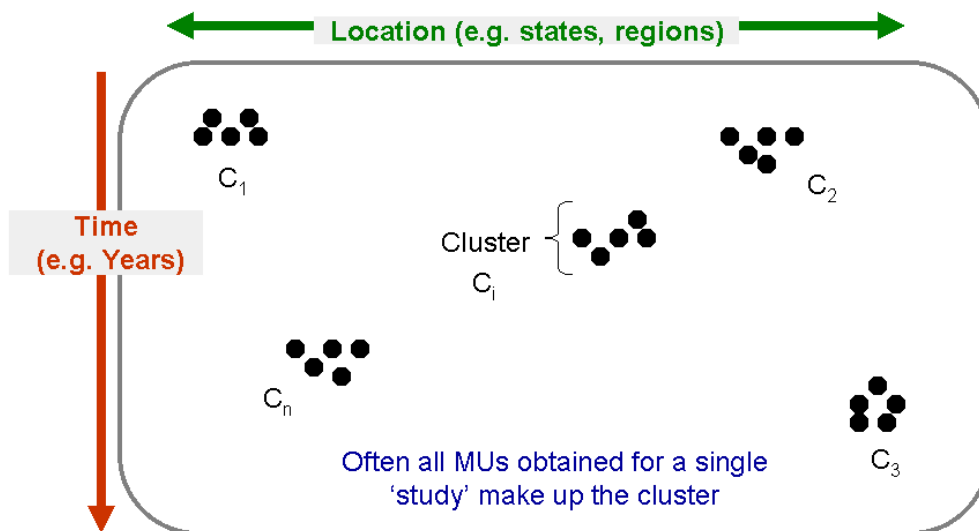 Location (e.g. states, regions)
C1
C2
Time
(e.g. Years)
Cluster
Ci
Cn
C3
Often all MUs obtained for a single
‘study’ make up the cluster